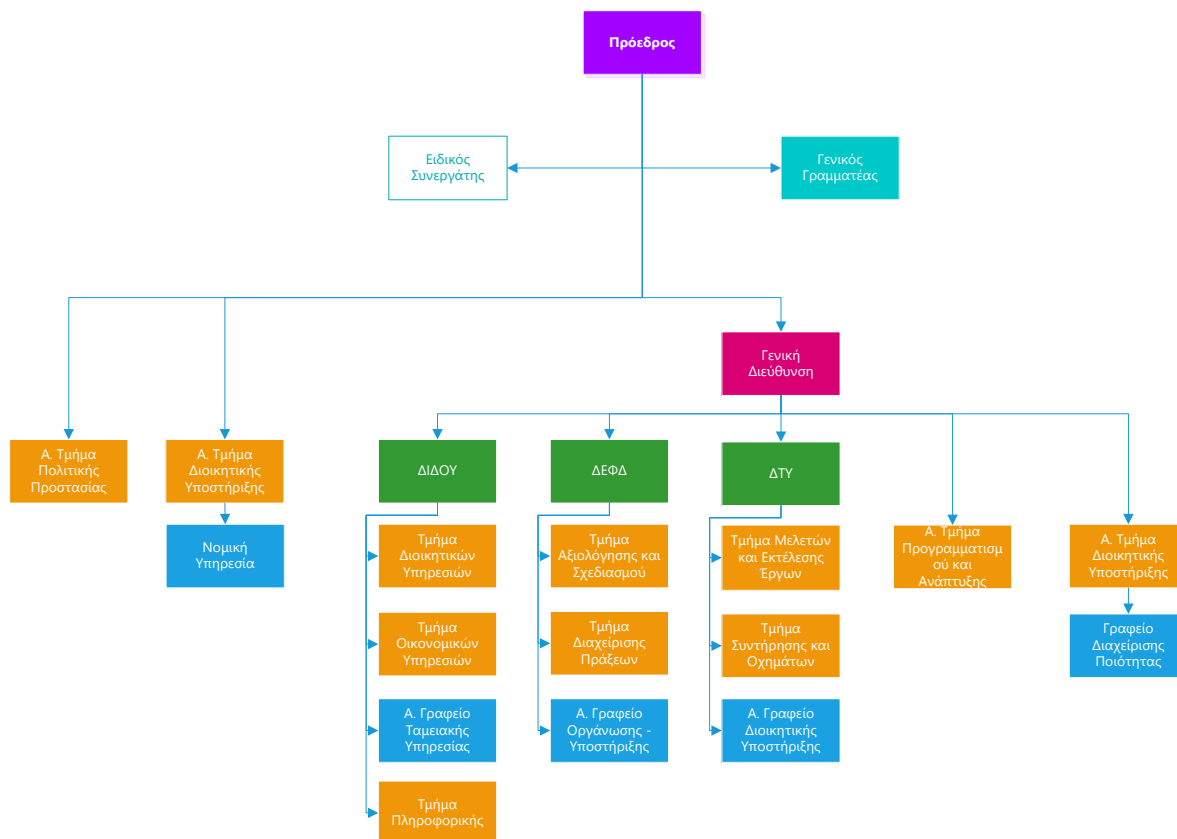 Πρόεδρος
Ειδικός
Συνεργάτης
Γενικός
Γραμματέας
Γενική
Διεύθυνση
Α. Τμήμα
Πολιτικής
Προστασίας
Α. Τμήμα
Διοικητικής
Υποστήριξης
ΔΙΔΟΥ
ΔΕΦΔ
ΔΤΥ
Νομική
Υπηρεσία
Τμήμα
Διοικητικών
Υπηρεσιών
Τμήμα
Αξιολόγησης και
Σχεδιασμού
Τμήμα Μελετών
και Εκτέλεσης
Έργων
Α. Τμήμα
Προγραμματισμ
ού και
Ανάπτυξης
Α. Τμήμα
Διοικητικής
Υποστήριξης
Τμήμα
Οικονομικών
Υπηρεσιών
Τμήμα
Διαχείρισης
Πράξεων
Τμήμα
Συντήρησης και
Οχημάτων
Γραφείο
Διαχείρισης
Ποιότητας
Α. Γραφείο
Ταμειακής
Υπηρεσίας
Α. Γραφείο
Οργάνωσης -
Υποστήριξης
Α. Γραφείο
Διοικητικής
Υποστήριξης
Τμήμα
Πληροφορικής